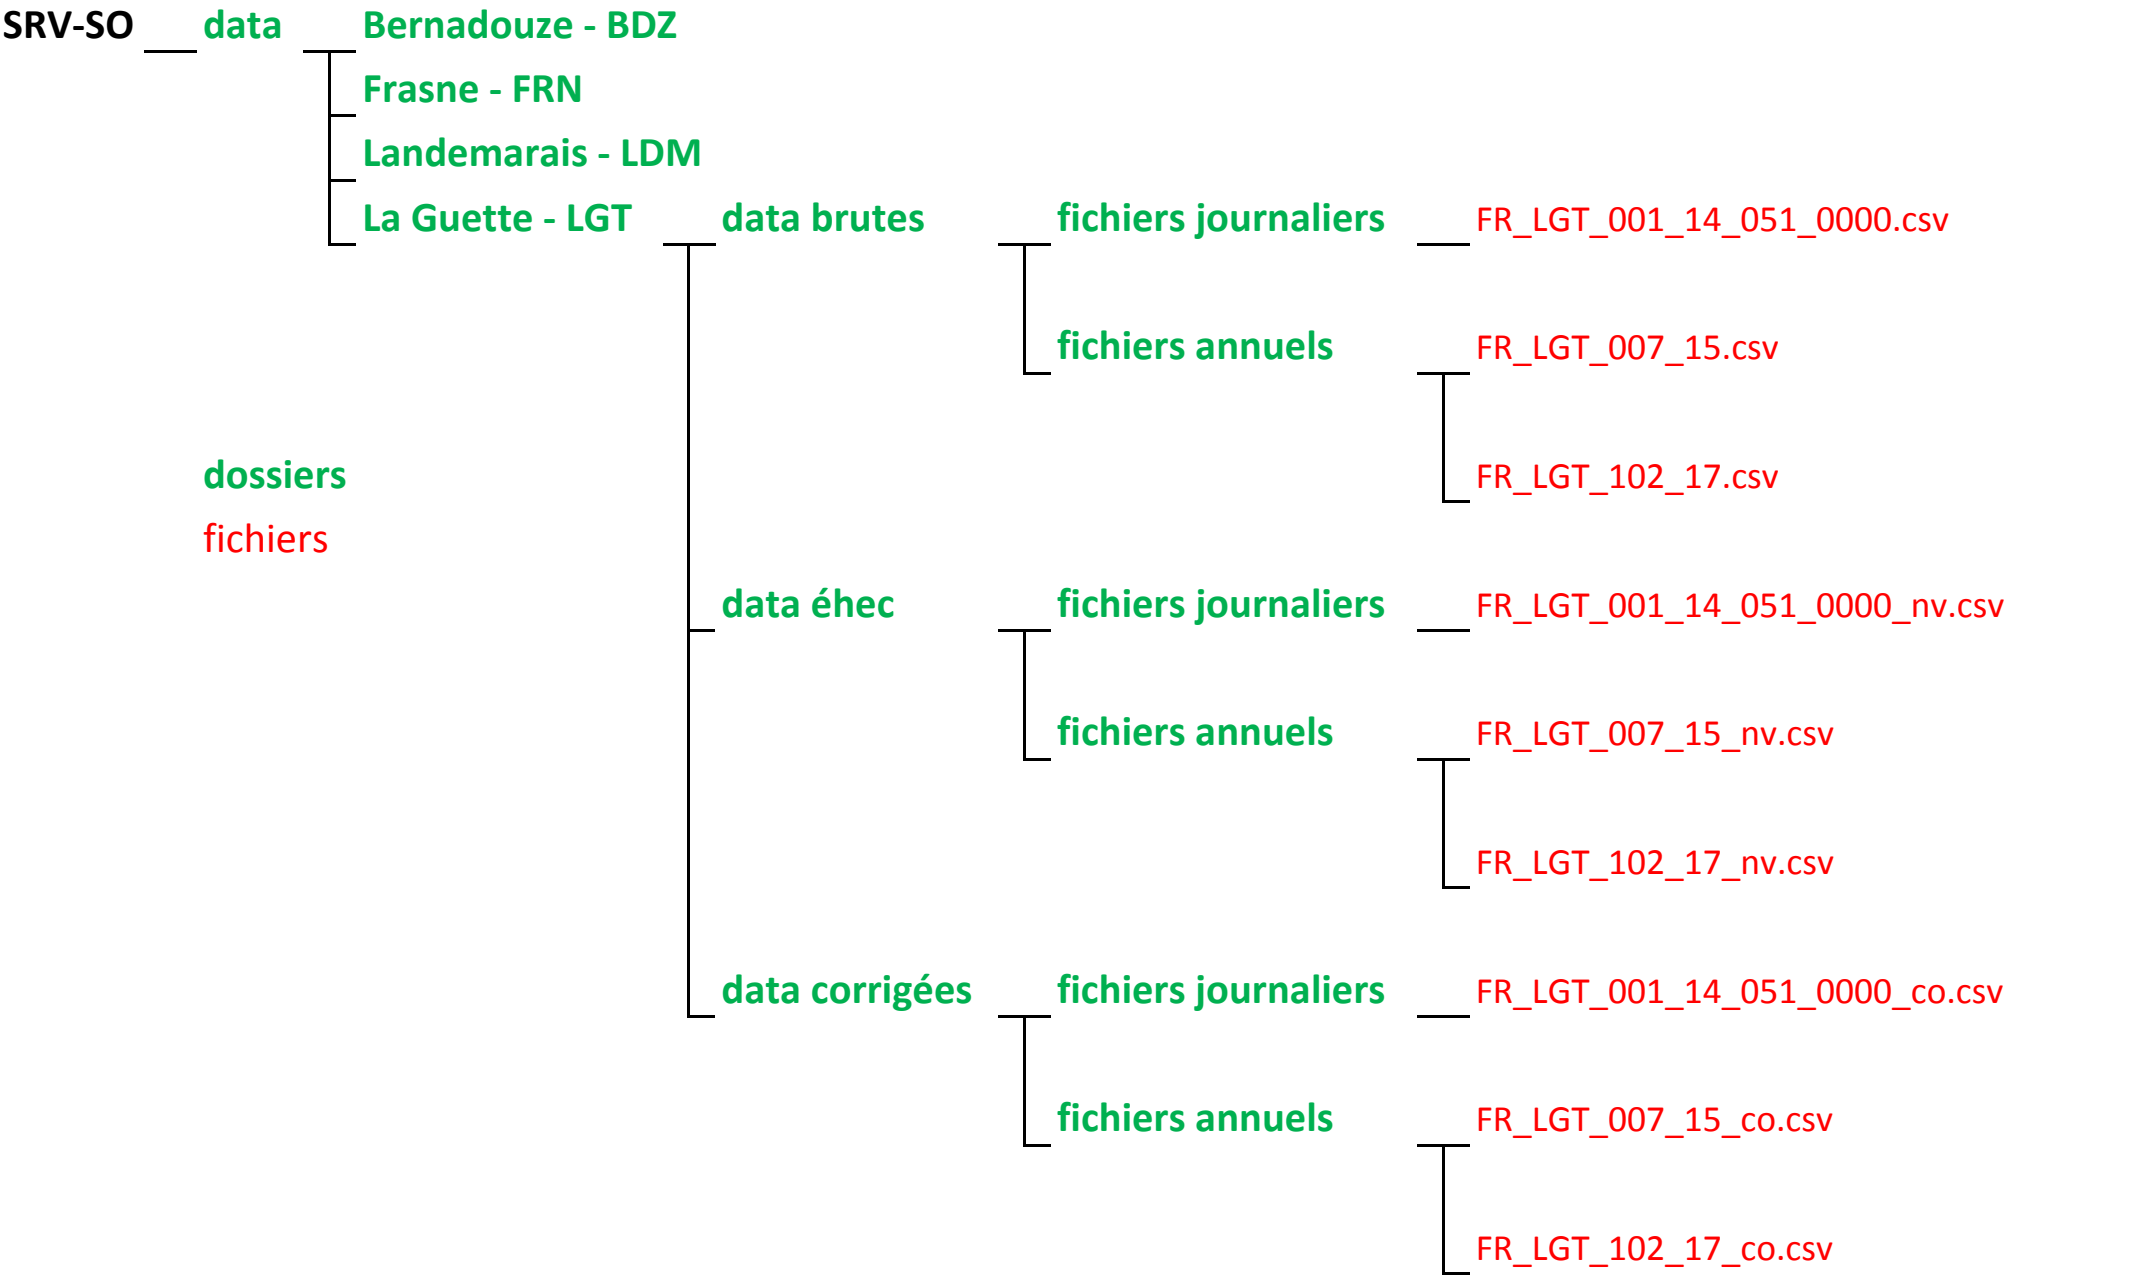 SRV-SO data Bernadouze - BDZ
Frasne - FRN
Landemarais - LDM
La Guette - LGT data brutes fichiers journaliers FR_LGT_001_14_051_0000.csv
fichiers annuels FR_LGT_007_15.csv
dossiers FR_LGT_102_17.csv
fichiers
data éhec fichiers journaliers FR_LGT_001_14_051_0000_nv.csv
fichiers annuels FR_LGT_007_15_nv.csv
FR_LGT_102_17_nv.csv
data corrigées fichiers journaliers FR_LGT_001_14_051_0000_co.csv
fichiers annuels FR_LGT_007_15_co.csv
FR_LGT_102_17_co.csv